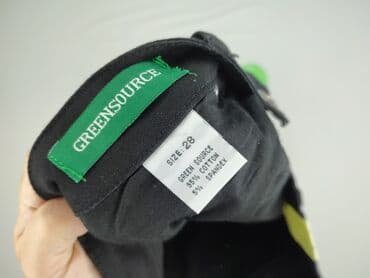 GREENSOURCE
SIZE: 28
GREEN SOURCE
95% COTTON
5% SPANDEX